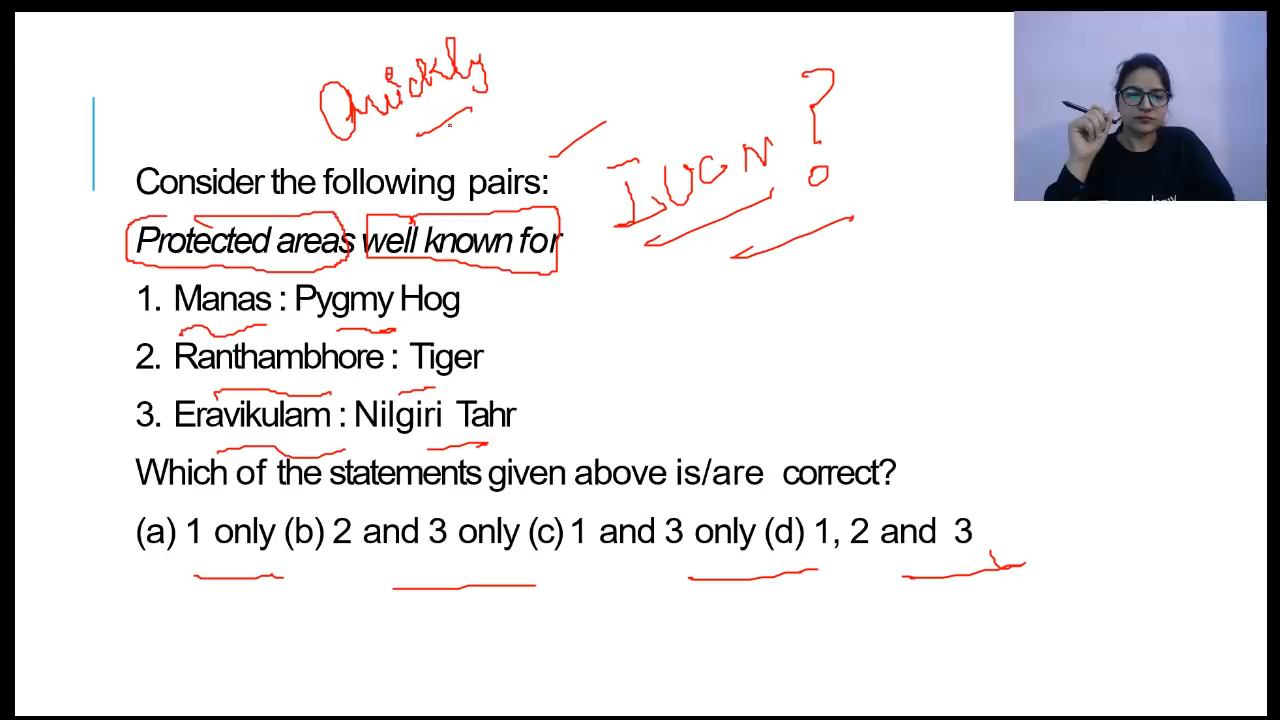 Quickly
IUCN ?
Consider the following pairs:
Protected areas well known for
1. Manas : Pygmy Hog
2. Ranthambhore : Tiger
3. Eravikulam : Nilgiri Tahr
Which of the statements given above is/are correct?
(a) 1 only (b) 2 and 3 only (c) 1 and 3 only (d) 1, 2 and 3